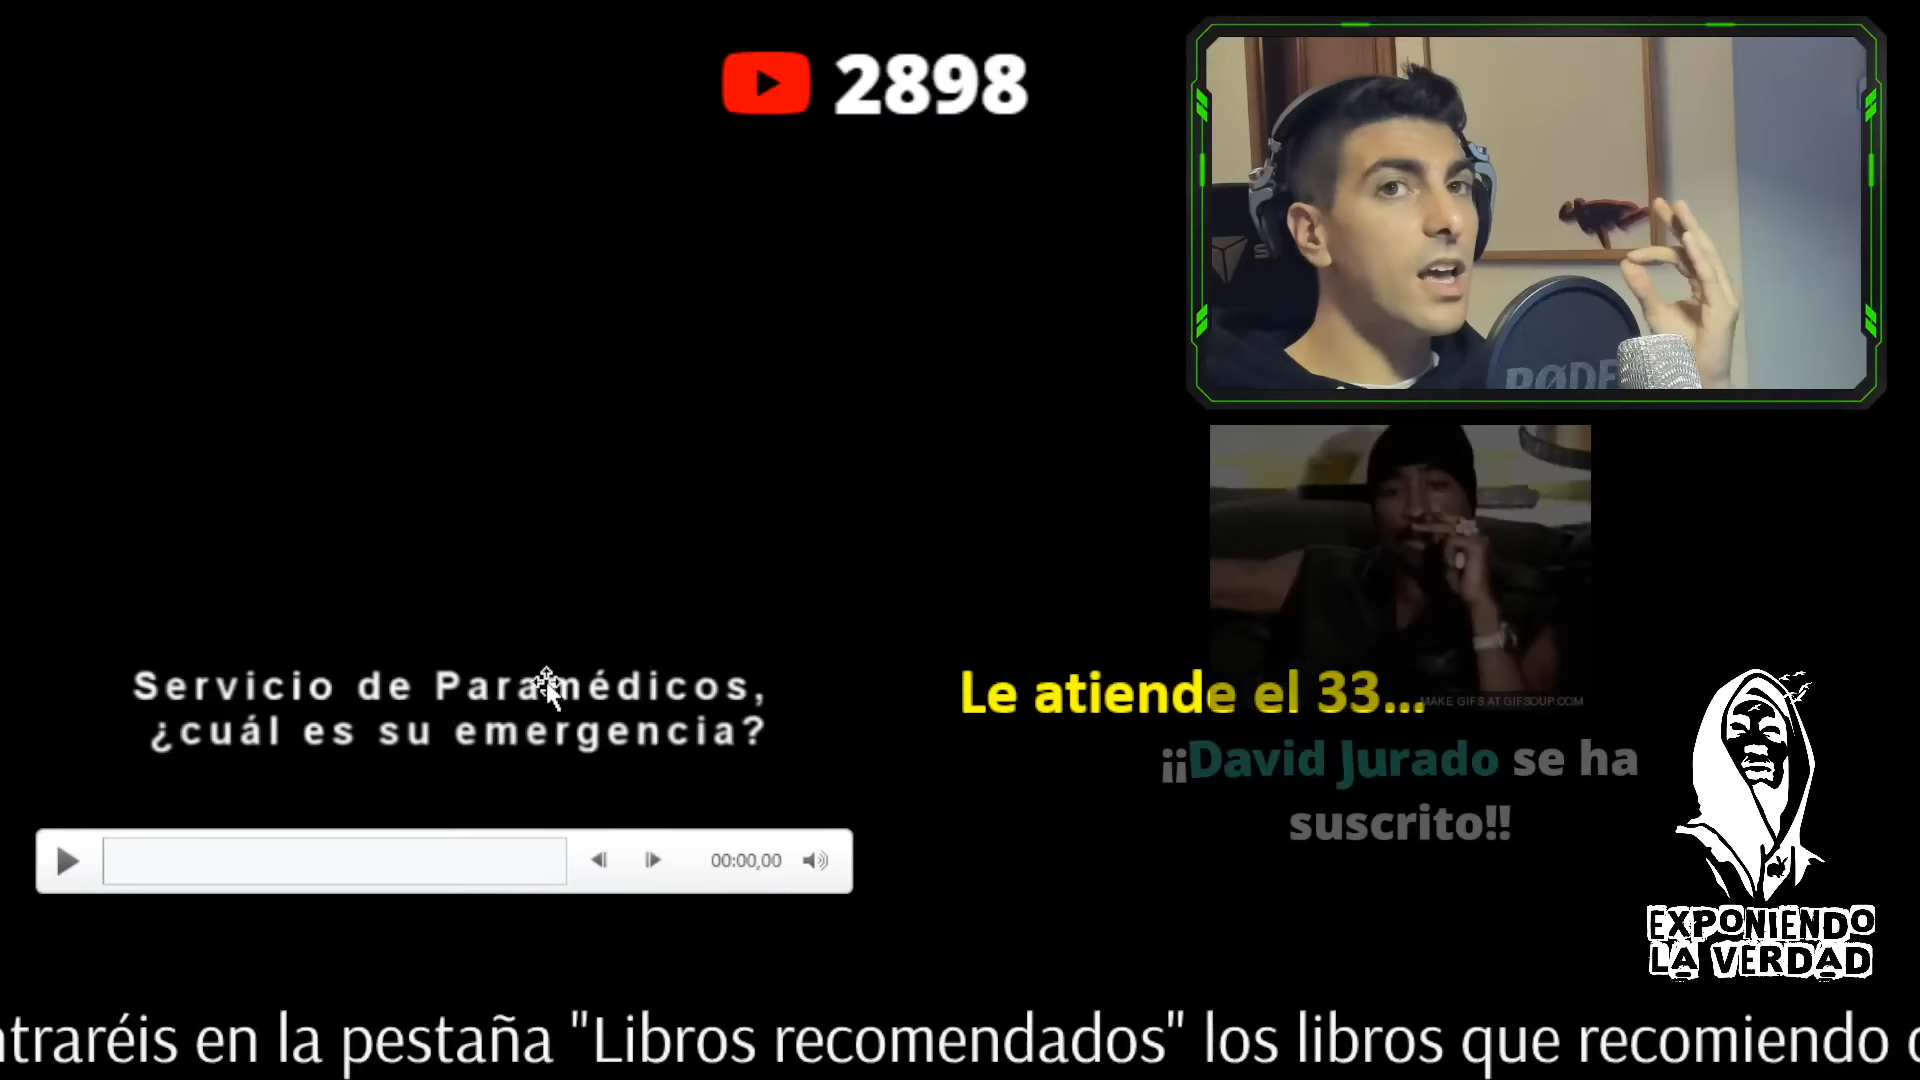 2898
RØDE
Servicio de Paramédicos,
¿cuál es su emergencia?
Le atiende el 33...
MAKE GIFS AT GIFSOUP.COM
¡¡David Jurado se ha
suscrito!!
00:00,00
EXPONIENDO
LA VERDAD
en la pestaña "Libros recomendados" los libros que recomiendo